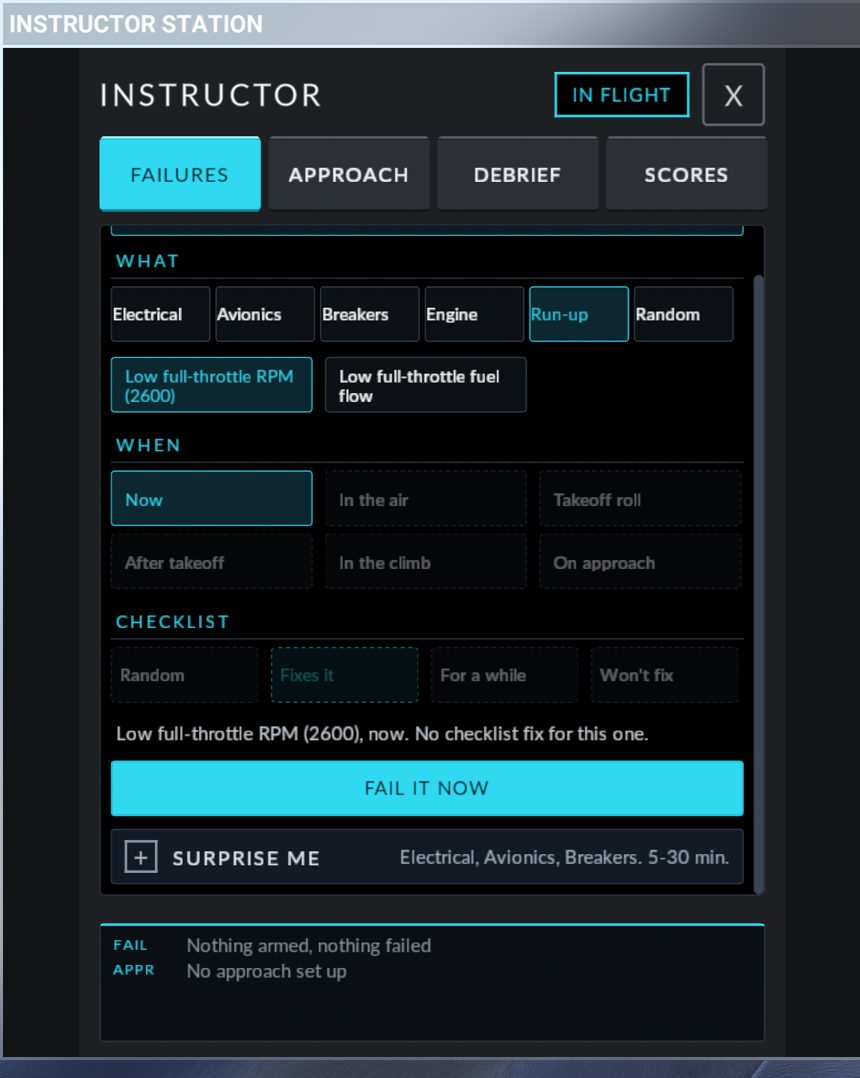 INSTRUCTOR STATION
INSTRUCTOR
IN FLIGHT
X
FAILURES
APPROACH
DEBRIEF
SCORES
WHAT
Electrical
Avionics
Breakers
Engine
Run-up
Random
Low full-throttle RPM
(2600)
Low full-throttle fuel
flow
WHEN
Now
In the air
Takeoff roll
After takeoff
In the climb
On approach
CHECKLIST
Random
Fixes it
For a while
Won't fix
Low full-throttle RPM (2600), now. No checklist fix for this one.
FAIL IT NOW
+ SURPRISE ME
Electrical, Avionics, Breakers. 5-30 min.
FAIL Nothing armed, nothing failed
APPR No approach set up